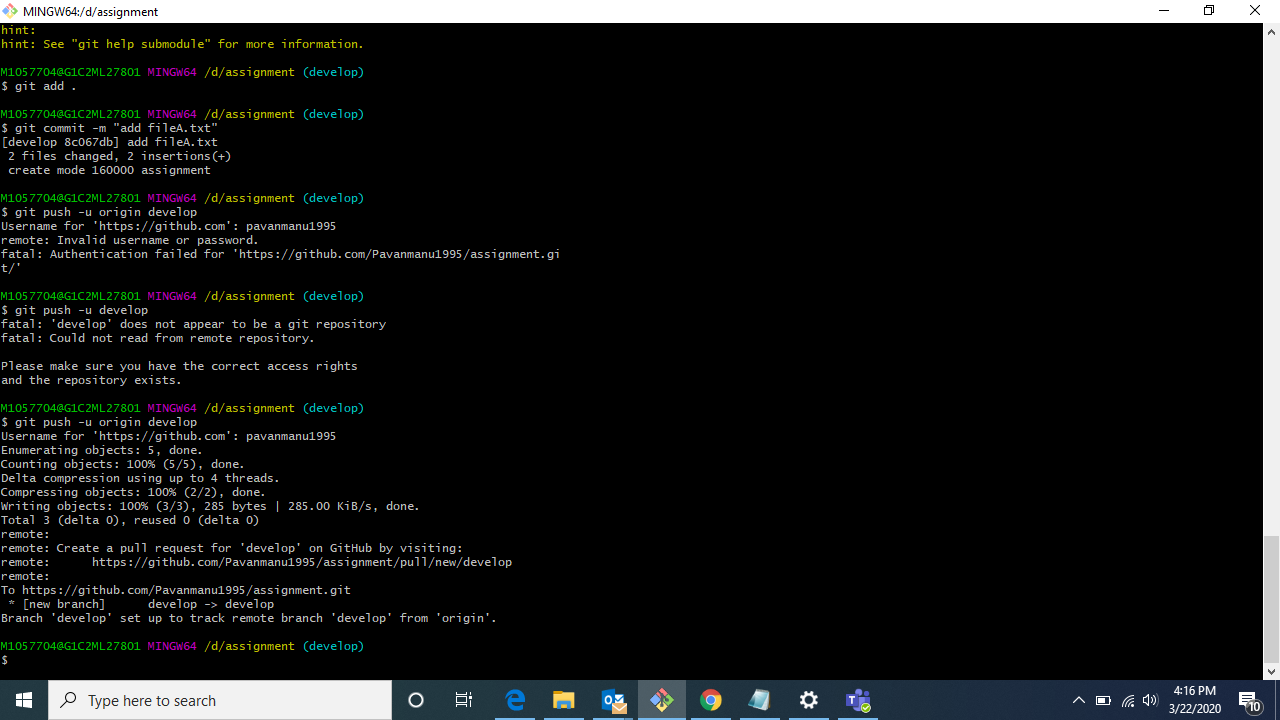 MINGW64:/d/assignment
hint:
hint: See "git help submodule" for more information.
M1057704@G1C2ML27801 MINGW64 /d/assignment (develop)
$ git add .
M1057704@G1C2ML27801 MINGW64 /d/assignment (develop)
$ git commit -m "add fileA.txt"
[develop 8c067db] add fileA.txt
 2 files changed, 2 insertions(+)
 create mode 160000 assignment
M1057704@G1C2ML27801 MINGW64 /d/assignment (develop)
$ git push -u origin develop
Username for 'https://github.com': pavanmanu1995
remote: Invalid username or password.
fatal: Authentication failed for 'https://github.com/Pavanmanu1995/assignment.gi
t/'
M1057704@G1C2ML27801 MINGW64 /d/assignment (develop)
$ git push -u develop
fatal: 'develop' does not appear to be a git repository
fatal: Could not read from remote repository.
Please make sure you have the correct access rights
and the repository exists.
M1057704@G1C2ML27801 MINGW64 /d/assignment (develop)
$ git push -u origin develop
Username for 'https://github.com': pavanmanu1995
Enumerating objects: 5, done.
Counting objects: 100% (5/5), done.
Delta compression using up to 4 threads.
Compressing objects: 100% (2/2), done.
Writing objects: 100% (3/3), 285 bytes | 285.00 KiB/s, done.
Total 3 (delta 0), reused 0 (delta 0)
remote:
remote: Create a pull request for 'develop' on GitHub by visiting:
remote:      https://github.com/Pavanmanu1995/assignment/pull/new/develop
remote:
To https://github.com/Pavanmanu1995/assignment.git
 * [new branch]      develop -> develop
Branch 'develop' set up to track remote branch 'develop' from 'origin'.
M1057704@G1C2ML27801 MINGW64 /d/assignment (develop)
$
Type here to search
4:16 PM
3/22/2020
10